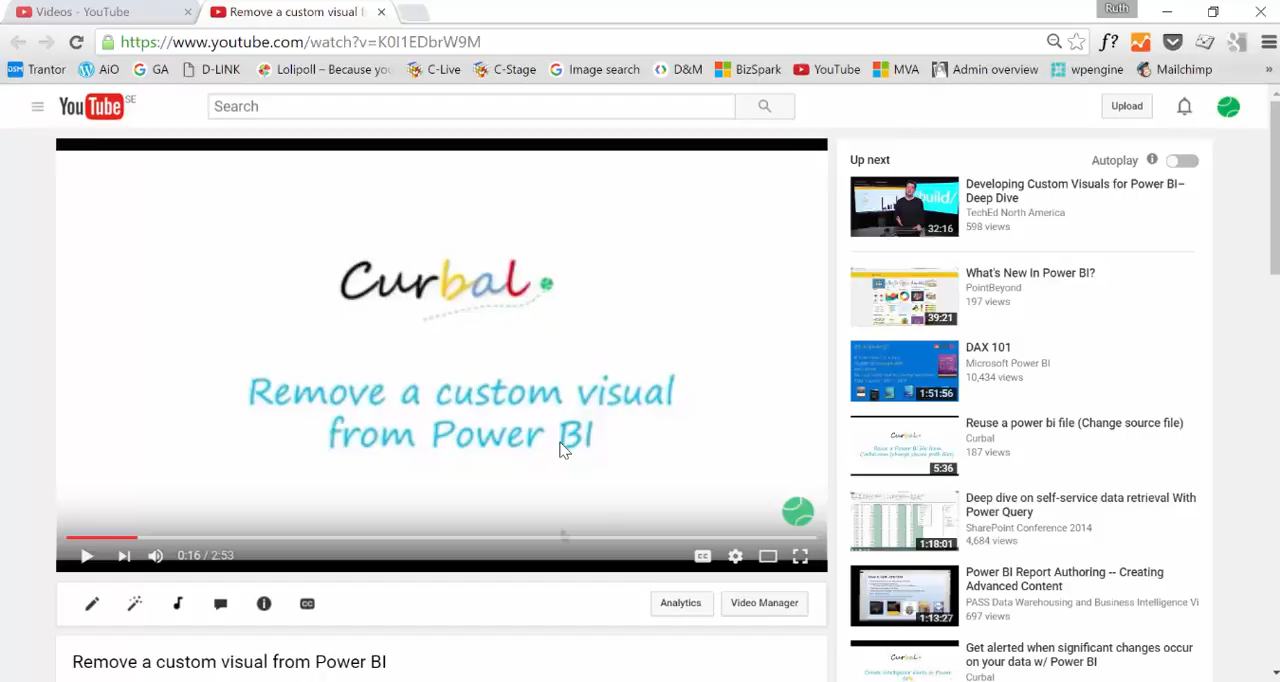 Videos - YouTube
Remove a custom visual f
Ruth
https://www.youtube.com/watch?v=K0I1EDbrW9M
f?
DSM Trantor
AiO
GA
D-LINK
Lolipoll – Because you
C-Live
C-Stage
Image search
D&M
BizSpark
YouTube
MVA
Admin overview
wpengine
Mailchimp
»
YouTube SE
Search
Upload
Curbal
Remove a custom visual
from Power BI
0:16 / 2:53
CC
CC
Analytics
Video Manager
Remove a custom visual from Power BI
Up next
Autoplay
build/
32:16
Developing Custom Visuals for Power BI–
Deep Dive
TechEd North America
598 views
39:21
What's New In Power BI?
PointBeyond
197 views
1:51:56
DAX 101
Microsoft Power BI
10,434 views
Curbal
5:36
Reuse a power bi file (Change source file)
Curbal
187 views
1:18:01
Deep dive on self-service data retrieval With
Power Query
SharePoint Conference 2014
4,684 views
1:13:27
Power BI Report Authoring -- Creating
Advanced Content
PASS Data Warehousing and Business Intelligence Vi
697 views
Curbal
Get alerted when significant changes occur
on your data w/ Power BI
Curbal